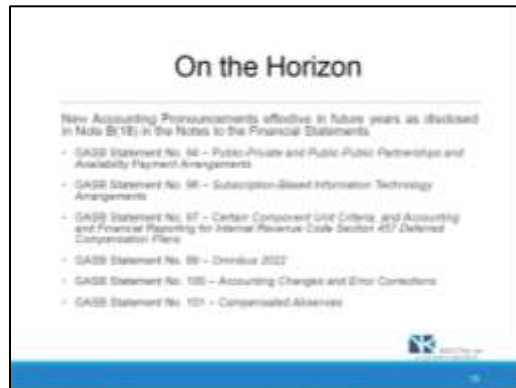 On the Horizon
New Accounting Pronouncements effective in future years as disclosed
in Note B(18) in the Notes to the Financial Statements
GASB Statement No. 94 – Public-Private and Public-Public Partnerships and
Availability Payment Arrangements
GASB Statement No. 96 – Subscription-Based Information Technology
Arrangements
GASB Statement No. 97 – Certain Component Unit Criteria, and Accounting
and Financial Reporting for Internal Revenue Code Section 457 Deferred
Compensation Plans
GASB Statement No. 99 – Omnibus 2022
GASB Statement No. 100 – Accounting Changes and Error Corrections
GASB Statement No. 101 – Compensated Absences